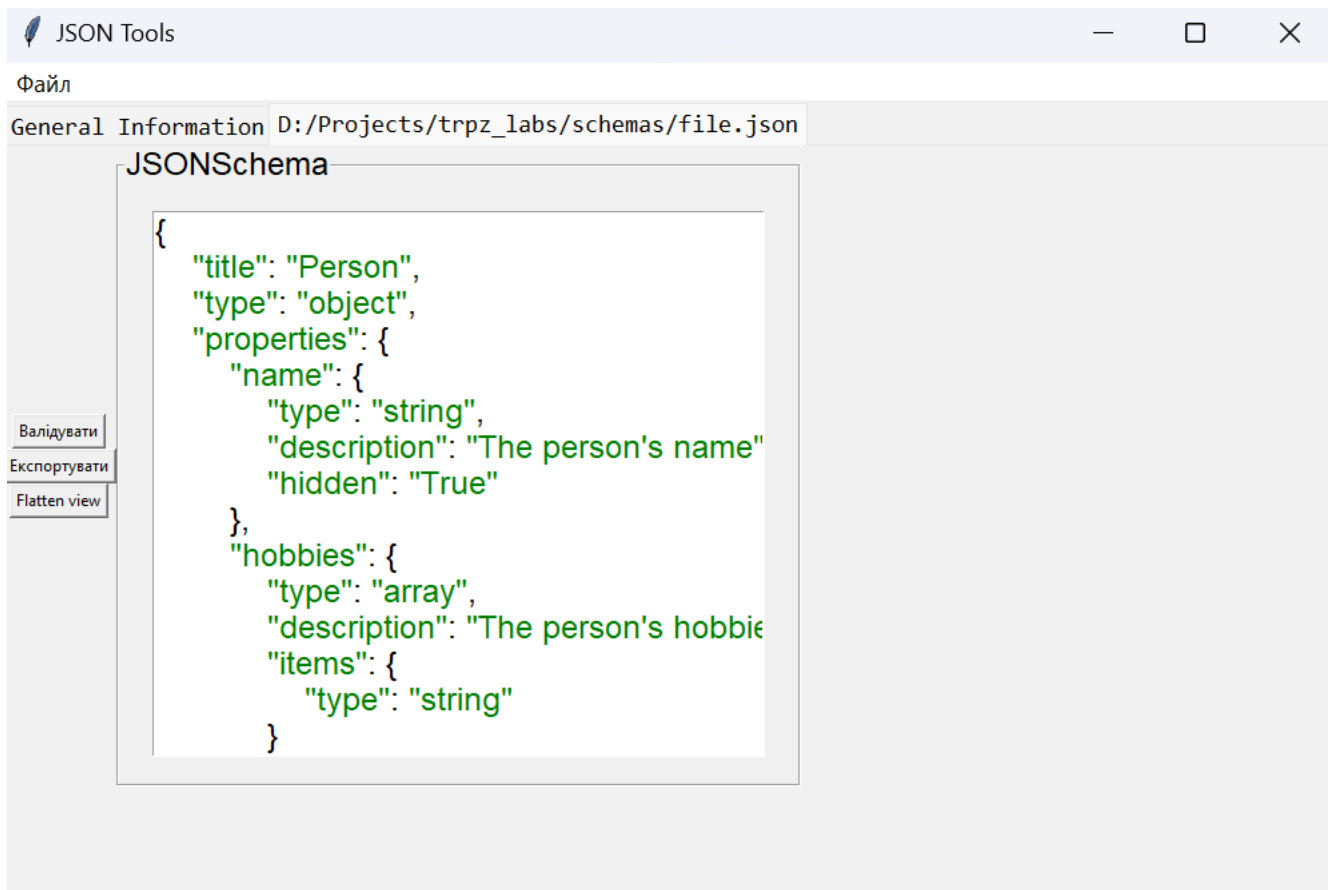 JSON Tools
Файл
General Information D:/Projects/trpz_labs/schemas/file.json
JSONSchema
{
"title": "Person",
"type": "object",
"properties": {
"name": {
"type": "string",
"description": "The person's name"
"hidden": "True"
},
"hobbies": {
"type": "array",
"description": "The person's hobbie
"items": {
"type": "string"
}
Валідувати
Експортувати
Flatten view